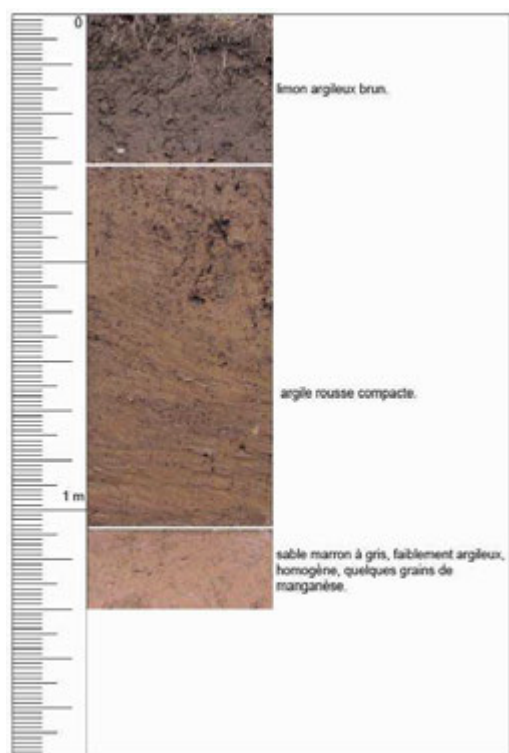 0
limon argileux brun.
argile rousse compacte.
1 m
sable marron à gris, faiblement argileux,
homogène, quelques grains de
manganèse.